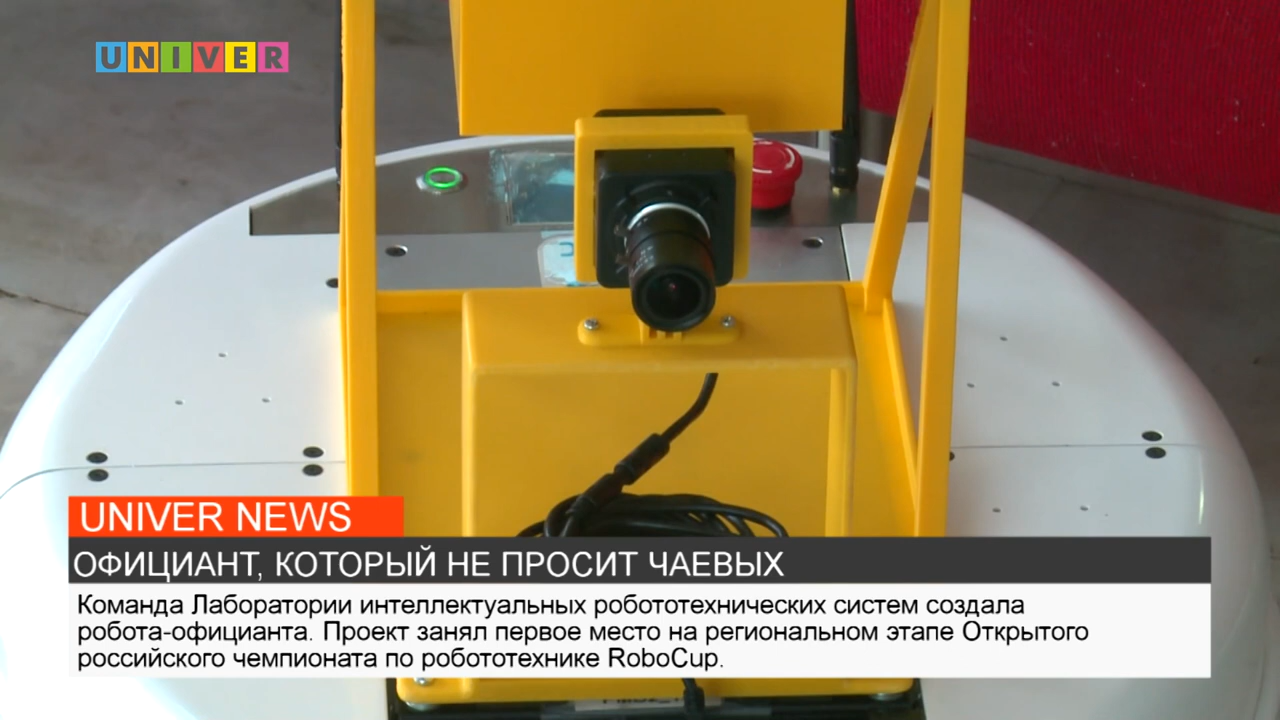 UNIVER
UNIVER NEWS
ОФИЦИАНТ, КОТОРЫЙ НЕ ПРОСИТ ЧАЕВЫХ
Команда Лаборатории интеллектуальных робототехнических систем создала
робота-официанта. Проект занял первое место на региональном этапе Открытого
российского чемпионата по робототехнике RoboCup.